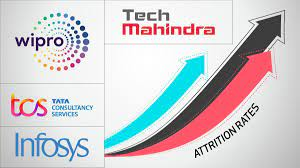 wipro
Tech
Mahindra
tcs TATA
CONSULTANCY
SERVICES
Infosys
ATTRITION RATES